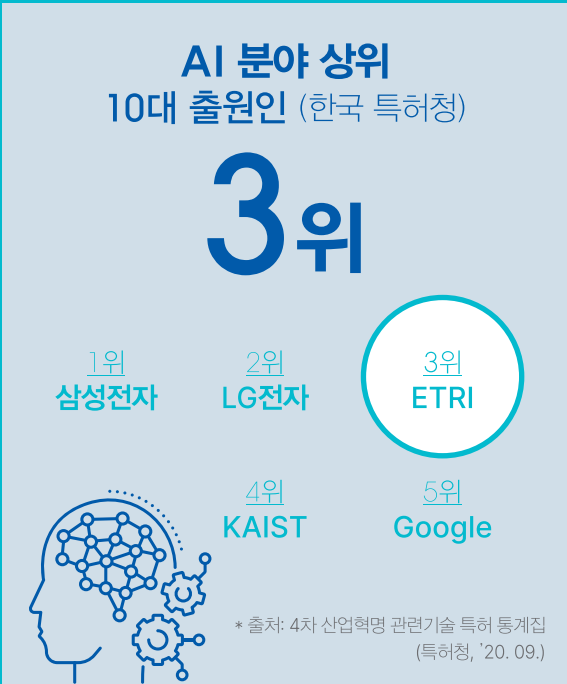 AI 분야 상위
10대 출원인 (한국 특허청)
3위
1위
삼성전자
2위
LG전자
3위
ETRI
4위
KAIST
5위
Google
* 출처: 4차 산업혁명 관련기술 특허 통계집
(특허청, ’20. 09.)